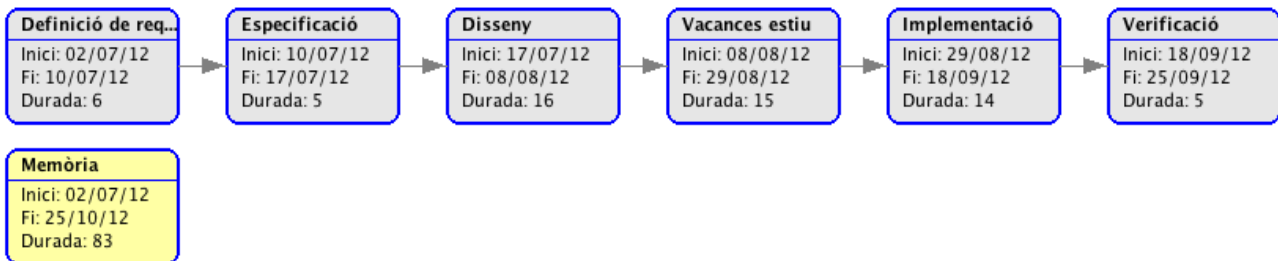 Definició de req...
Inici: 02/07/12
Fi: 10/07/12
Durada: 6
Especificació
Inici: 10/07/12
Fi: 17/07/12
Durada: 5
Disseny
Inici: 17/07/12
Fi: 08/08/12
Durada: 16
Vacances estiu
Inici: 08/08/12
Fi: 29/08/12
Durada: 15
Implementació
Inici: 29/08/12
Fi: 18/09/12
Durada: 14
Verificació
Inici: 18/09/12
Fi: 25/09/12
Durada: 5
Memòria
Inici: 02/07/12
Fi: 25/10/12
Durada: 83